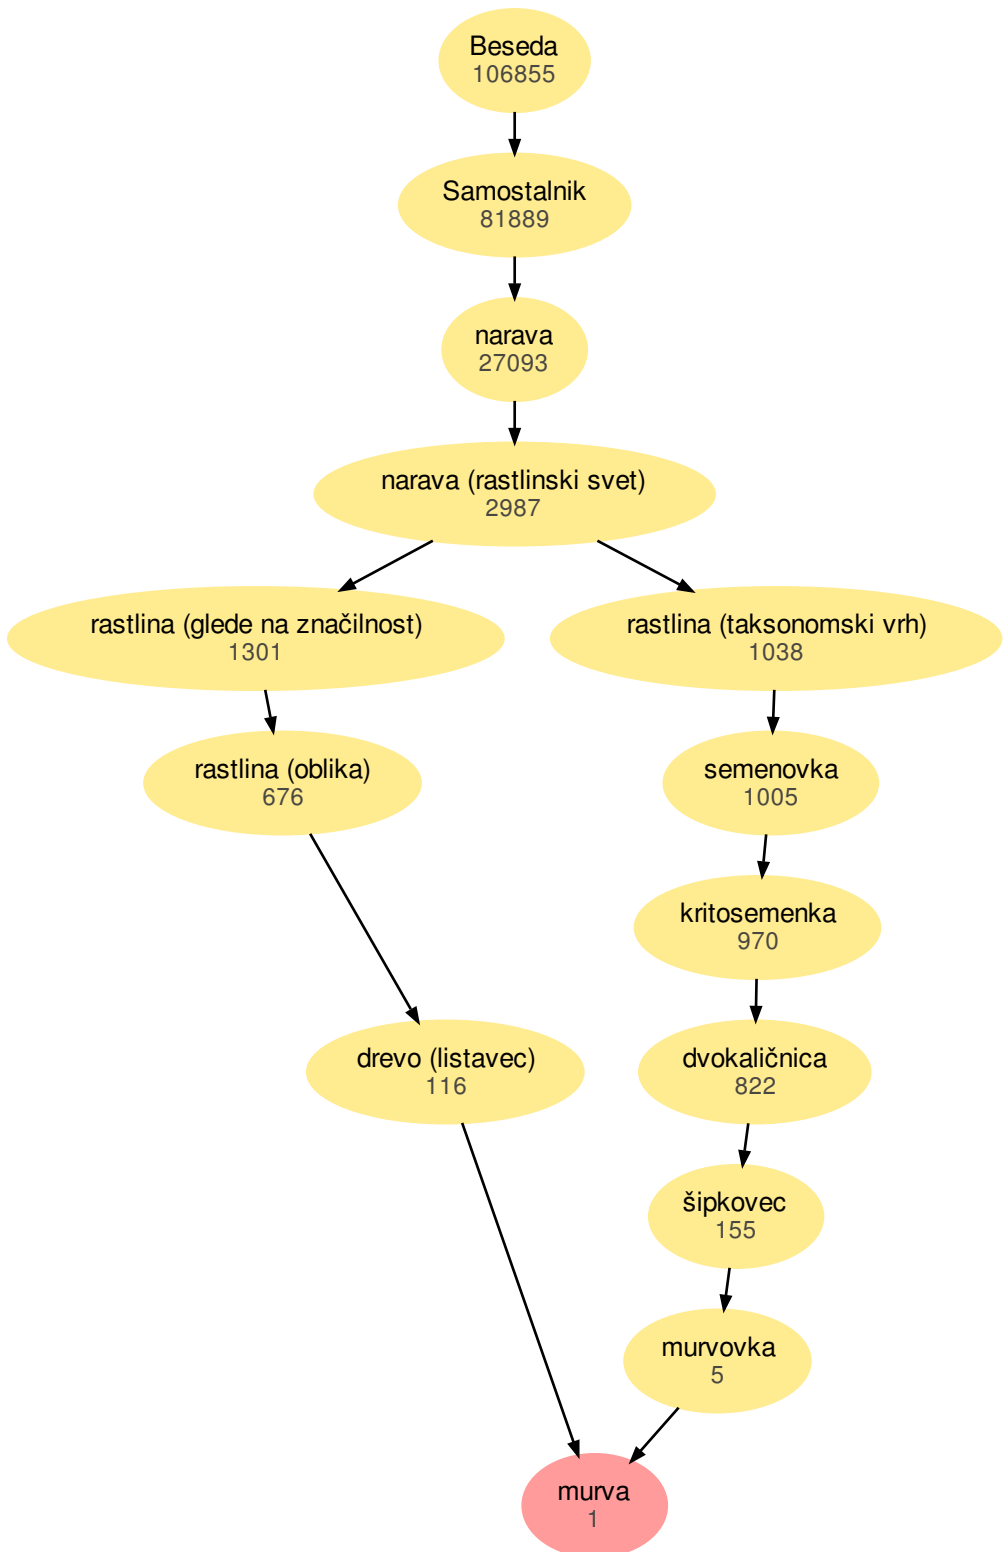 Beseda
106855
Samostalnik
81889
narava
27093
narava (rastlinski svet)
2987
rastlina (glede na značilnost)
1301
rastlina (taksonomski vrh)
1038
rastlina (oblika)
676
semenovka
1005
kritosemenka
970
drevo (listavec)
116
dvokaličnica
822
šipkovec
155
murvovka
5
murva
1